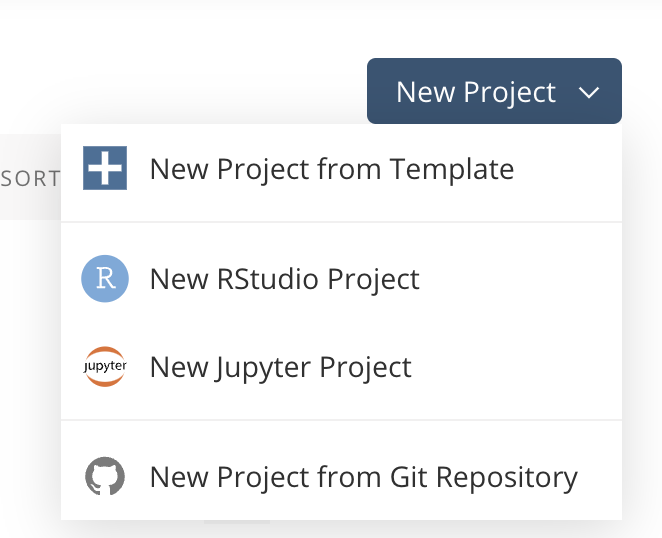 New Project
SORT
New Project from Template
R
New RStudio Project
jupyter
New Jupyter Project
New Project from Git Repository